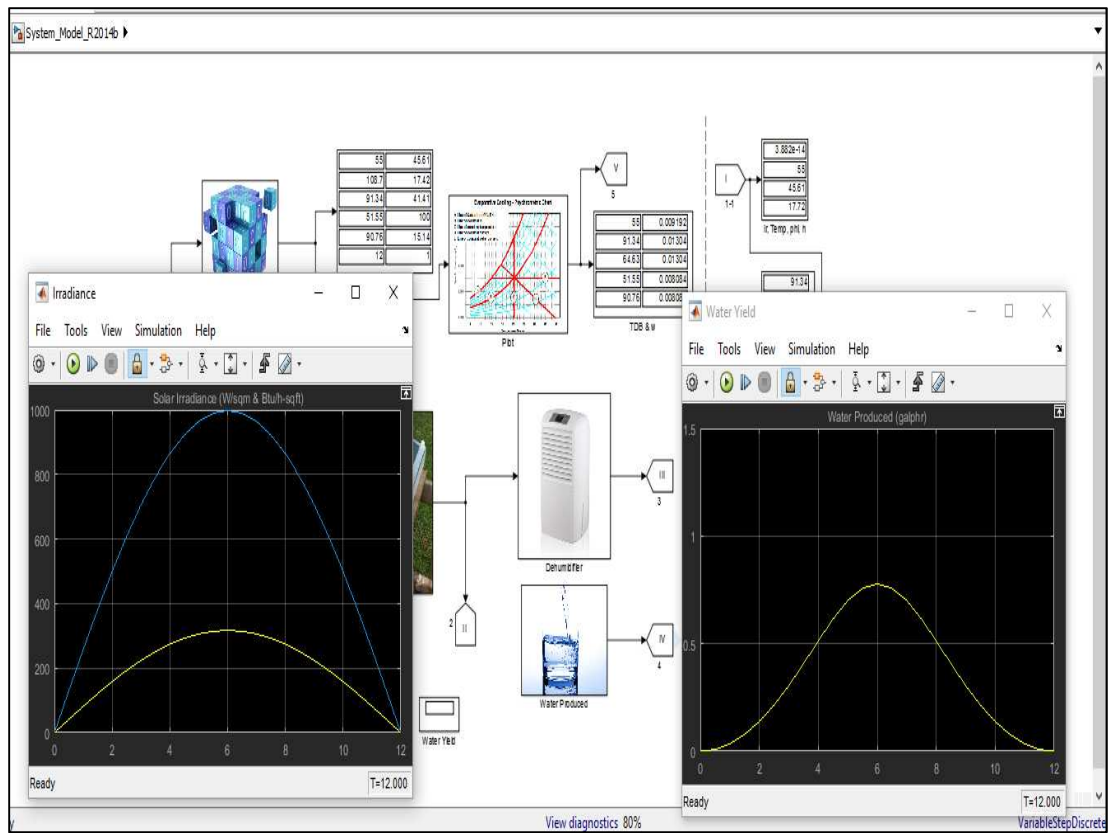 System_Model_R2014b
55 45.61
108.7 17.42
91.34 41.41
51.55 100
90.76 15.14
12 1
Evaporative Cooling - Psychrometric Chart
Plot
V
5
55 0.009192
91.34 0.01304
64.63 0.01304
51.55 0.008084
90.76 0.00808
TDB & w
I
1-1
3.882e-14
55
45.61
17.72
Ir, Temp, phi, h
91.34
Irradiance
File Tools View Simulation Help
Solar Irradiance (W/sqm & Btu/h-sqft)
1000
800
600
400
200
0
0 2 4 6 8 10 12
Ready T=12.000
2
II
Water Yield
Dehumidifier
III
3
Water Produced
IV
4
Water Yield
File Tools View Simulation Help
Water Produced (galphr)
1.5
1
0.5
0
0 2 4 6 8 10 12
Ready T=12.000
View diagnostics 80%
VariableStepDiscrete